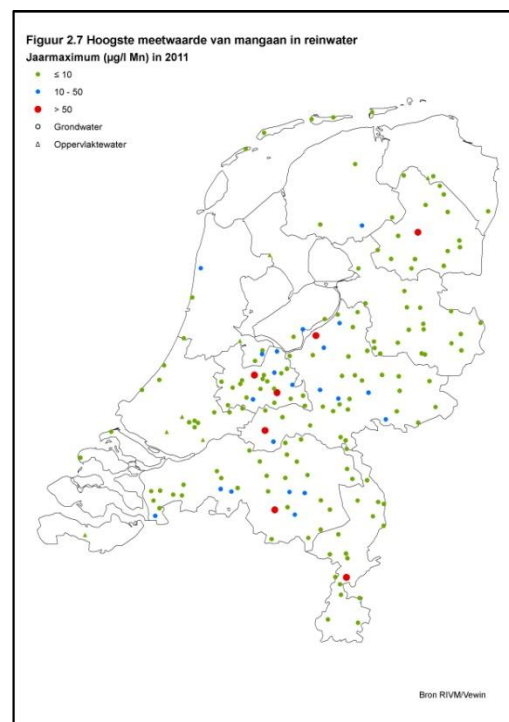 Figuur 2.7 Hoogste meetwaarde van mangaan in reinwater
Jaarmaximum (µg/l Mn) in 2011
≤ 10
10 - 50
> 50
Grondwater
Oppervlaktewater
Bron RIVM/Vewin